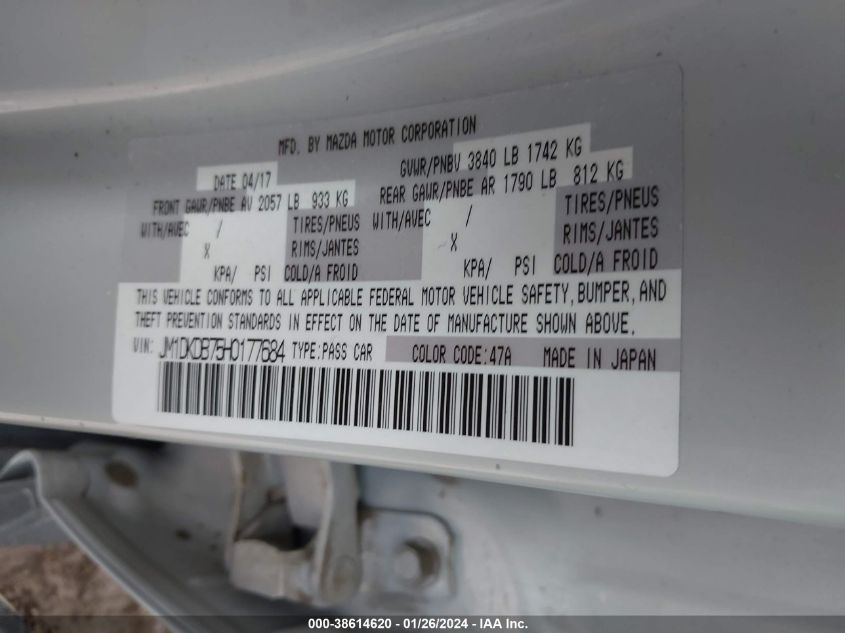 MFD. BY MAZDA MOTOR CORPORATION
DATE 04/17 GVWR/PNBV 3840 LB 1742 KG
FRONT GAWR/PNBE AV 2057 LB 933 KG REAR GAWR/PNBE AR 1790 LB 812 KG
WITH/AVEC / TIRES/PNEUS WITH/AVEC / TIRES/PNEUS
X RIMS/JANTES X RIMS/JANTES
KPA/ PSI COLD/A FROID KPA/ PSI COLD/A FROID
THIS VEHICLE CONFORMS TO ALL APPLICABLE FEDERAL MOTOR VEHICLE SAFETY, BUMPER, AND
THEFT PREVENTION STANDARDS IN EFFECT ON THE DATE OF MANUFACTURE SHOWN ABOVE.
VIN: JM1DKDB75H0177684 TYPE:PASS CAR COLOR CODE:47A MADE IN JAPAN
000-38614620 - 01/26/2024 - IAA Inc.